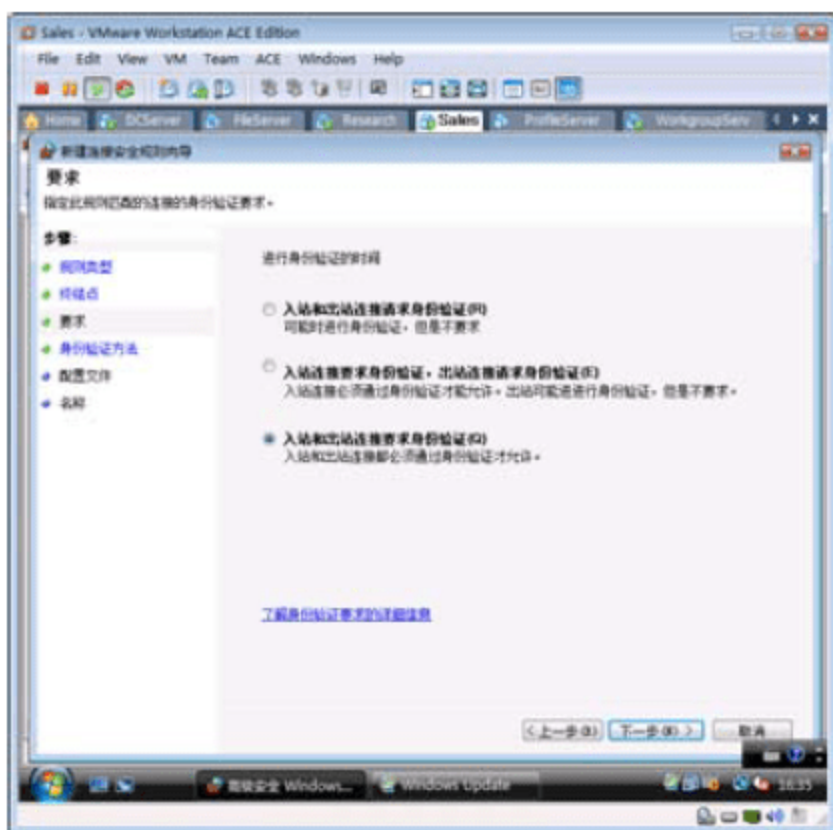 Sales - VMware Workstation ACE Edition
File Edit View VM Team ACE Windows Help
Home DCServer FileServer Research Sales ProfileServer WorkgroupServ
新建连接安全规则向导
要求
指定此规则匹配的连接的身份验证要求。
步骤:
规则类型
终结点
要求
身份验证方法
配置文件
名称
进行身份验证的时间
入站和出站连接请求身份验证(R)
可能时进行身份验证，但是不要求
入站连接要求身份验证，出站连接请求身份验证(E)
入站连接必须通过身份验证才能允许。出站可能进行身份验证，但是不要求。
入站和出站连接要求身份验证(Q)
入站和出站连接都必须通过身份验证才允许。
了解身份验证要求的详细信息
<上一步(B) 下一步(N) > 取消
高级安全 Windows... Windows Update 16:35